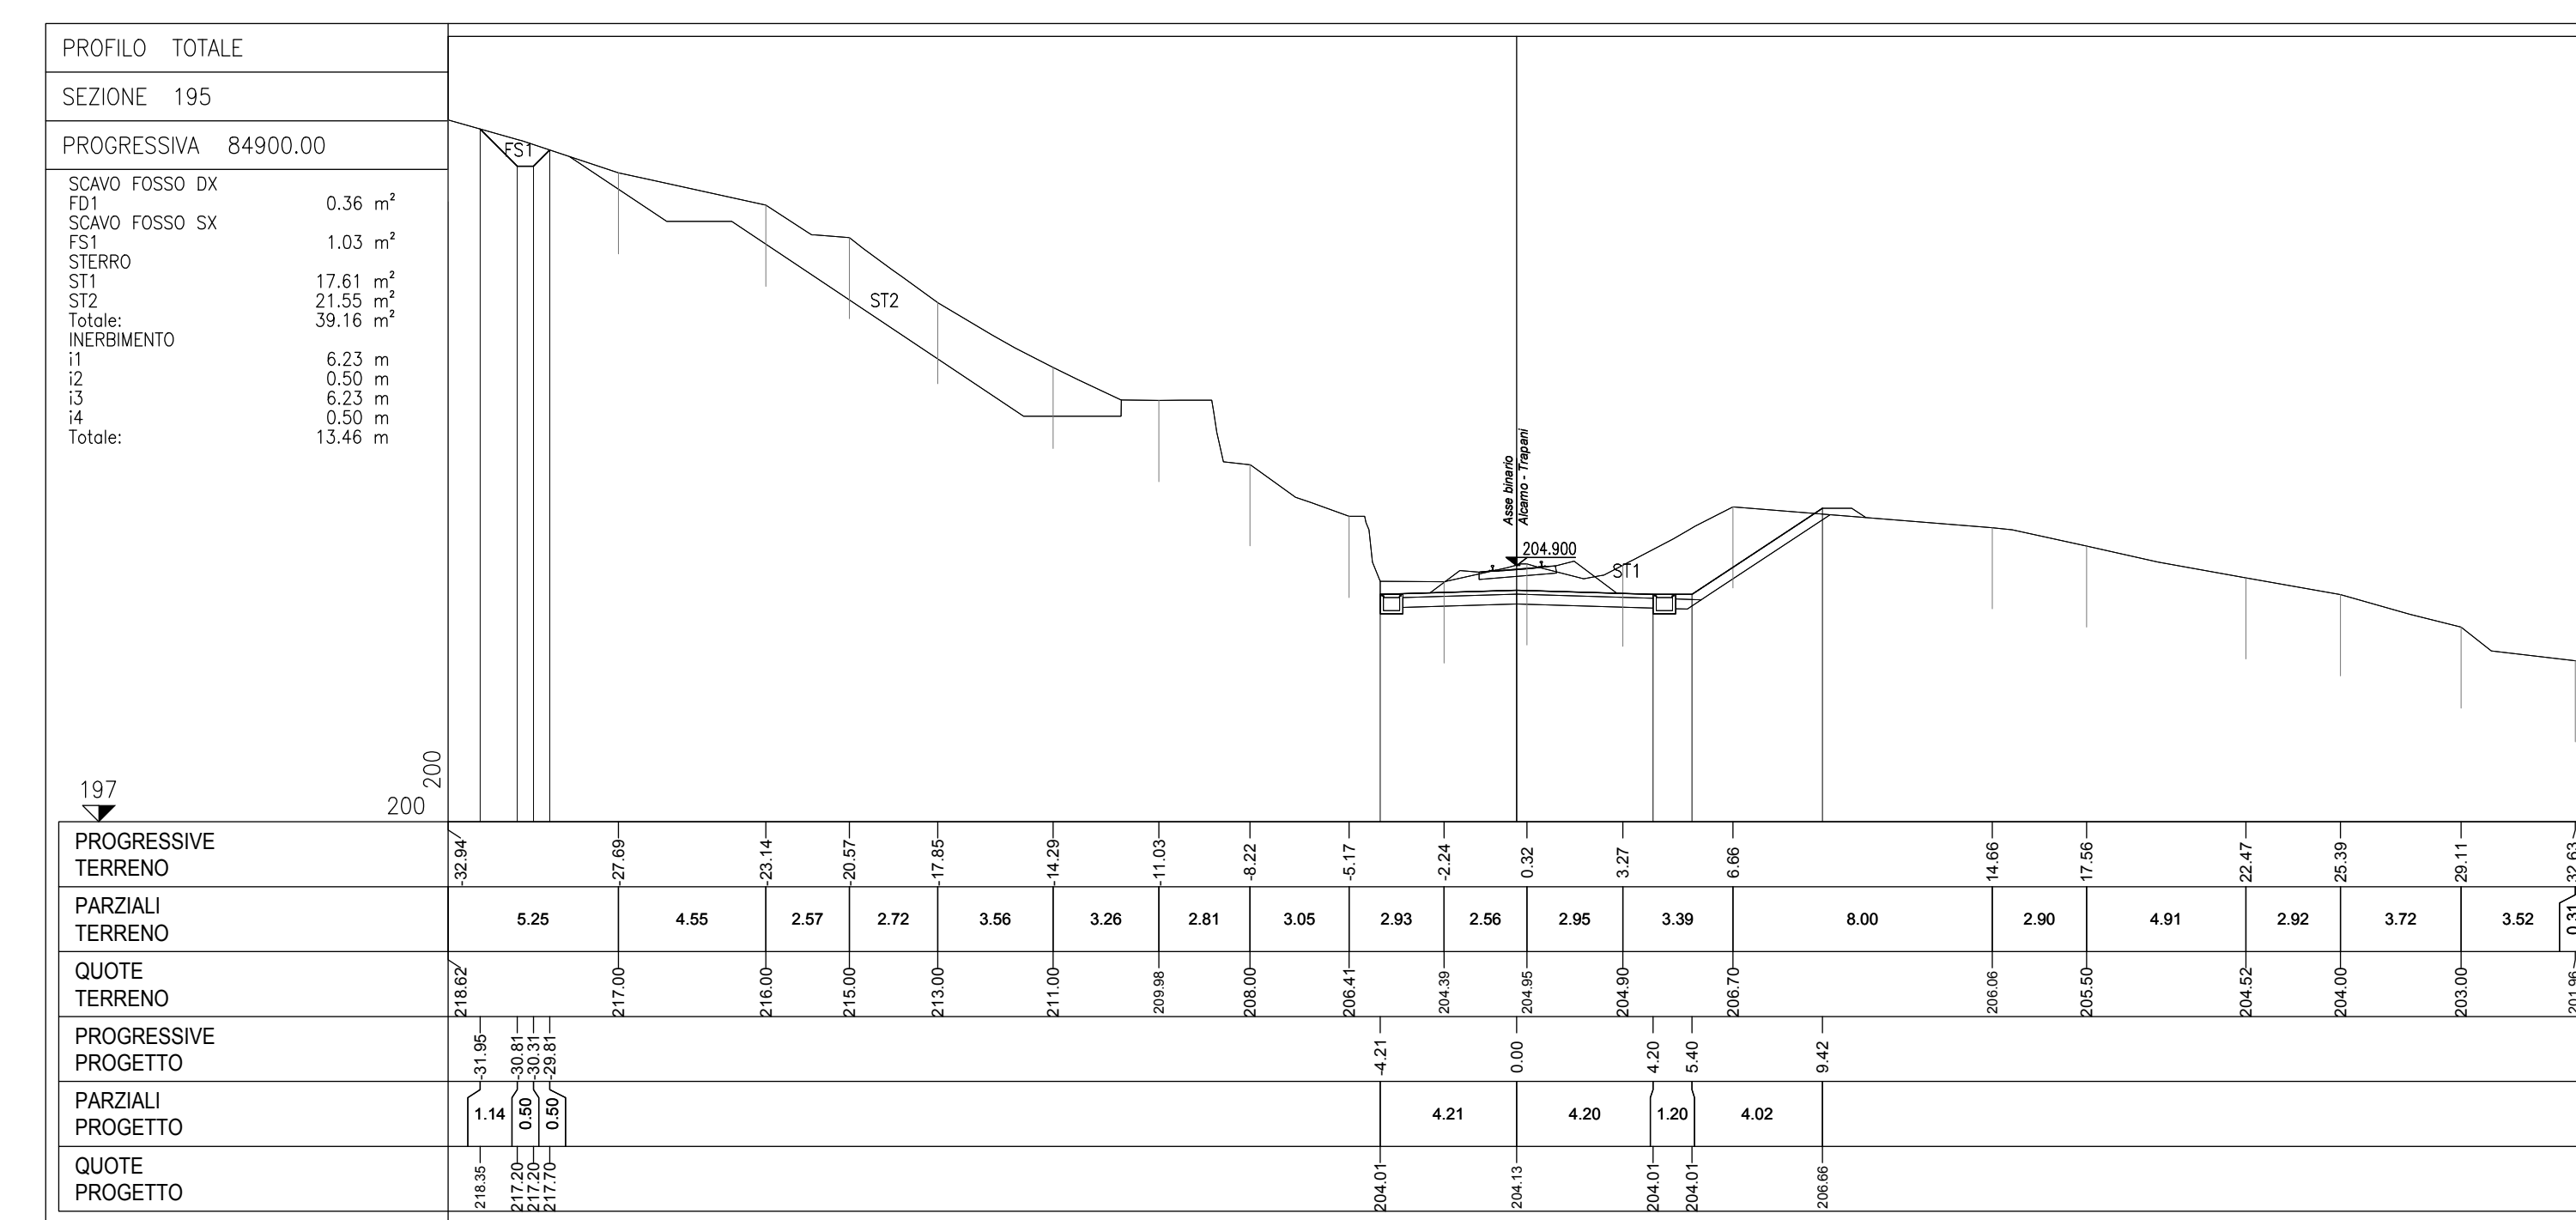 PROFILO TOTALE
SEZIONE 195
PROGRESSIVA 84900.00
SCAVO FOSSO DX
FD1 0.36 m²
SCAVO FOSSO SX
FS1 1.03 m²
STERRO
ST1 17.61 m²
ST2 21.55 m²
Totale: 39.16 m²
INERBIMENTO
i1 6.23 m
i2 0.50 m
i3 6.23 m
i4 0.50 m
Totale: 13.46 m
FS1
ST2
Asse binario
Alcamo - Trapani
204.900
ST1
197
200
200
PROGRESSIVE
TERRENO
-32.94 -27.69 -23.14 -20.57 -17.85 -14.29 -11.03 -8.22 -5.17 -2.24 0.32 3.27 6.66 14.66 17.56 22.47 25.39 29.11 32.63
PARZIALI
TERRENO
5.25 4.55 2.57 2.72 3.56 3.26 2.81 3.05 2.93 2.56 2.95 3.39 8.00 2.90 4.91 2.92 3.72 3.52 0.31
QUOTE
TERRENO
218.62 217.00 216.00 215.00 213.00 211.00 209.98 208.00 206.41 204.39 204.95 204.90 206.70 206.06 205.50 204.52 204.00 203.00 201.96
PROGRESSIVE
PROGETTO
-31.95 -30.81 -30.31 -29.81 -4.21 0.00 4.20 5.40 9.42
PARZIALI
PROGETTO
1.14 0.50 0.50 4.21 4.20 1.20 4.02
QUOTE
PROGETTO
218.35 217.20 217.20 217.70 204.01 204.13 204.01 204.01 206.66